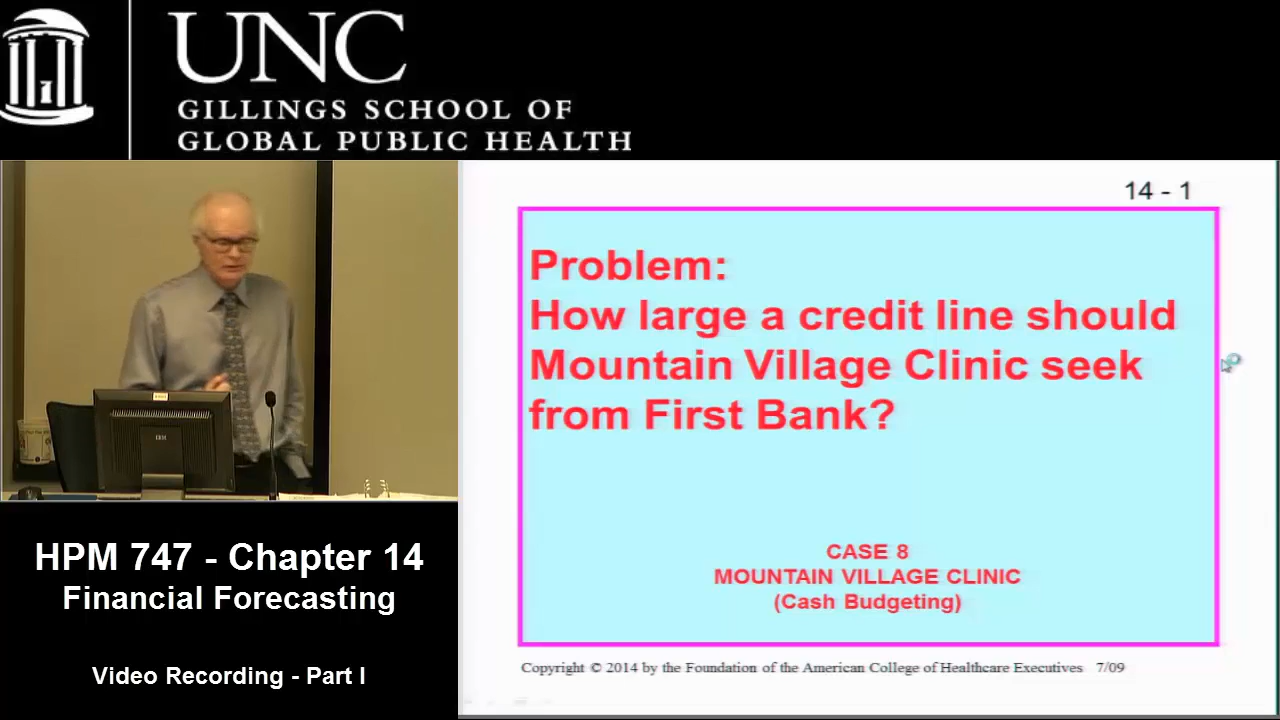 UNC
GILLINGS SCHOOL OF
GLOBAL PUBLIC HEALTH
14 - 1
Problem:
How large a credit line should
Mountain Village Clinic seek
from First Bank?
CASE 8
MOUNTAIN VILLAGE CLINIC
(Cash Budgeting)
Copyright © 2014 by the Foundation of the American College of Healthcare Executives 7/09
IBM
HPM 747 - Chapter 14
Financial Forecasting
Video Recording - Part I